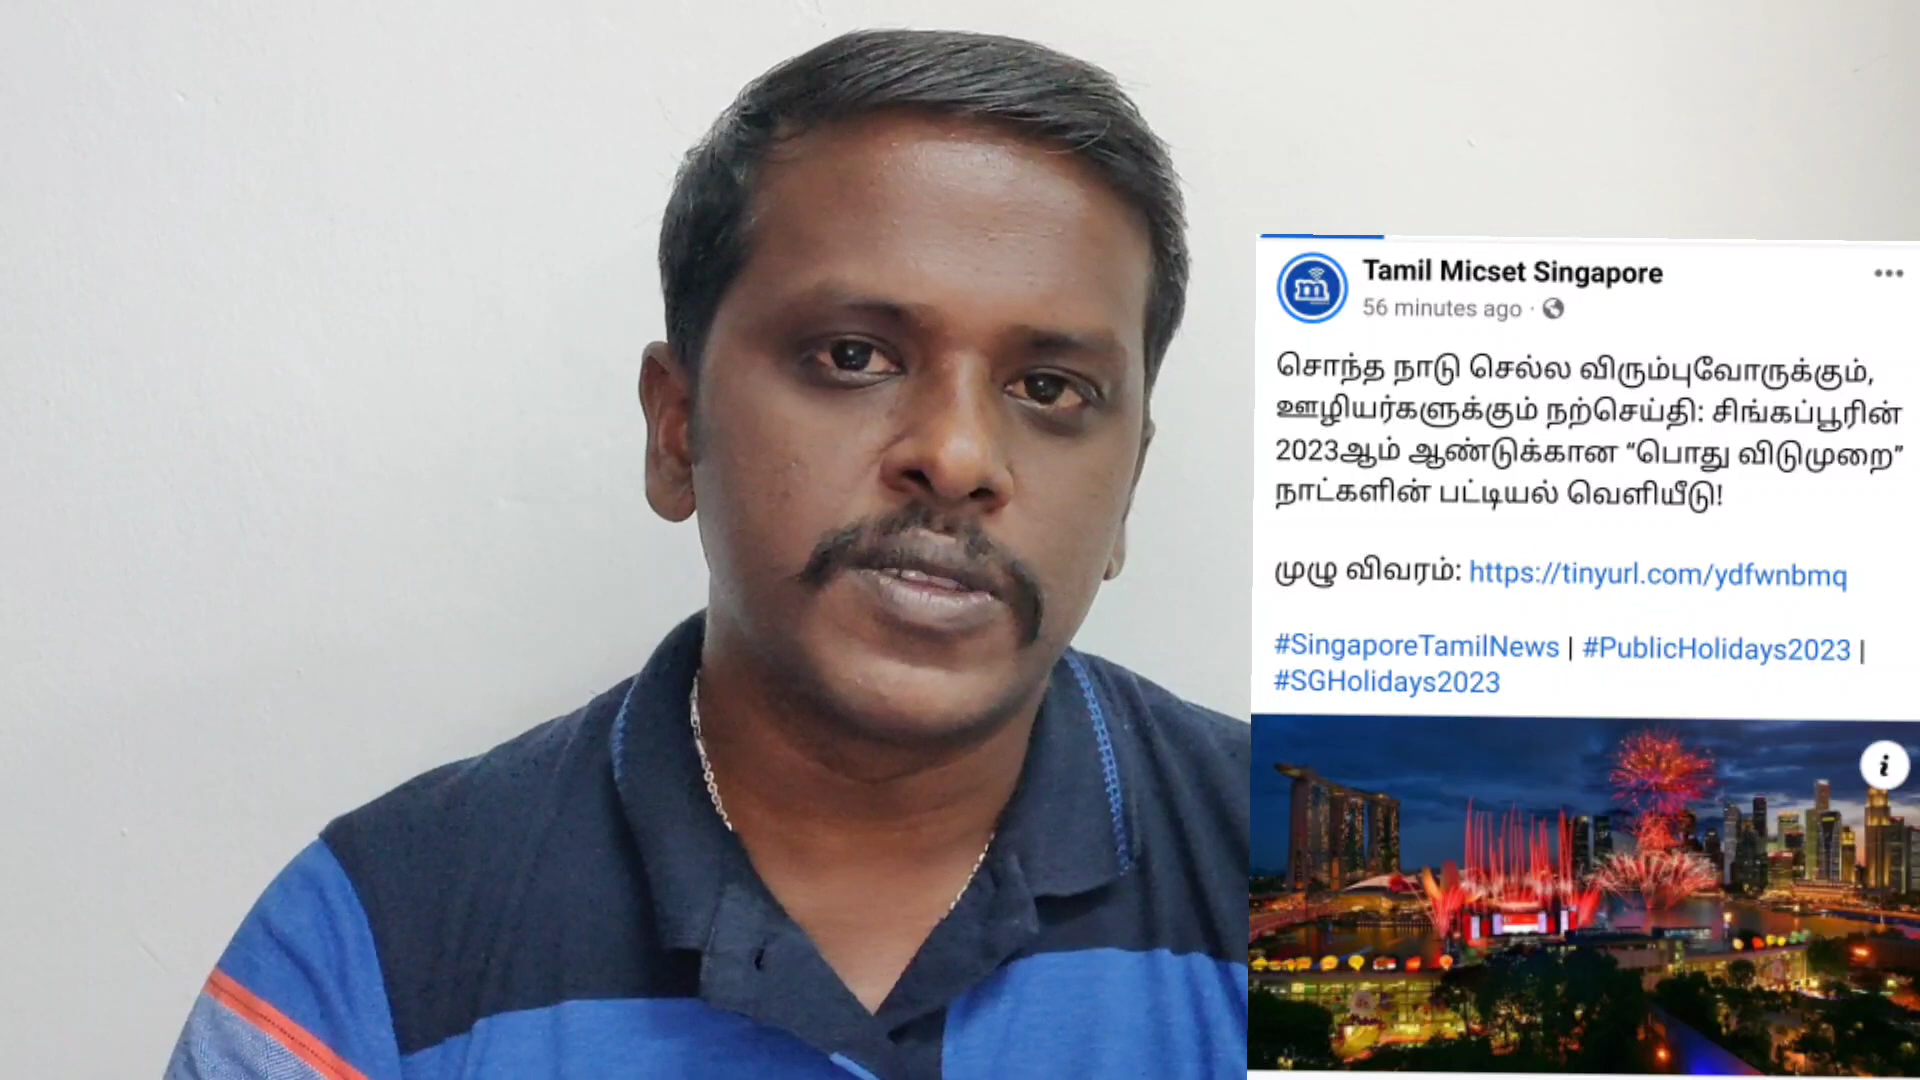 Tamil Micset Singapore
56 minutes ago ·
சொந்த நாடு செல்ல விரும்புவோருக்கும்,
ஊழியர்களுக்கும் நற்செய்தி: சிங்கப்பூரின்
2023ஆம் ஆண்டுக்கான “பொது விடுமுறை”
நாட்களின் பட்டியல் வெளியீடு!
முழு விவரம்: https://tinyurl.com/ydfwnbmq
#SingaporeTamilNews | #PublicHolidays2023 |
#SGHolidays2023